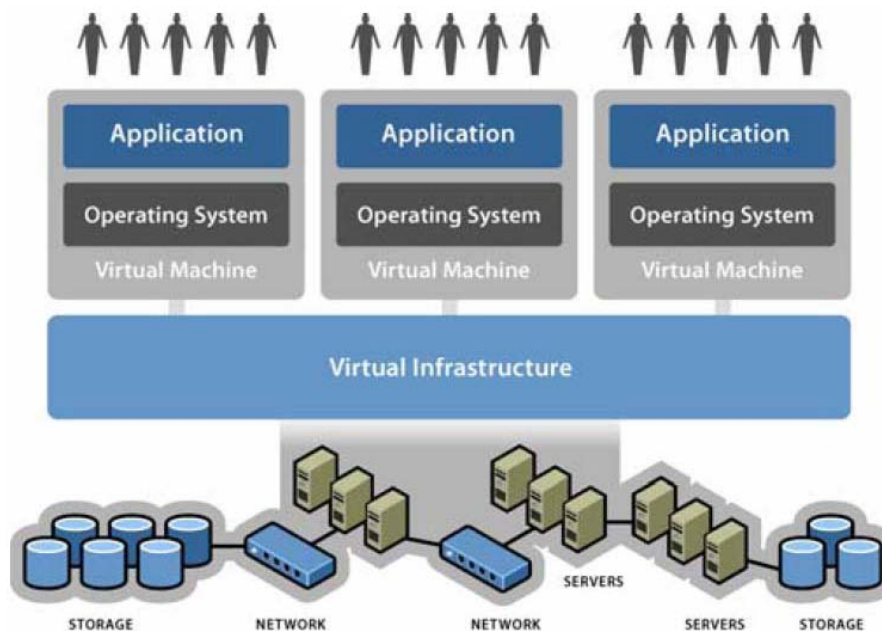 Application
Application
Application
Operating System
Operating System
Operating System
Virtual Machine
Virtual Machine
Virtual Machine
Virtual Infrastructure
SERVERS
STORAGE
NETWORK
NETWORK
SERVERS
STORAGE